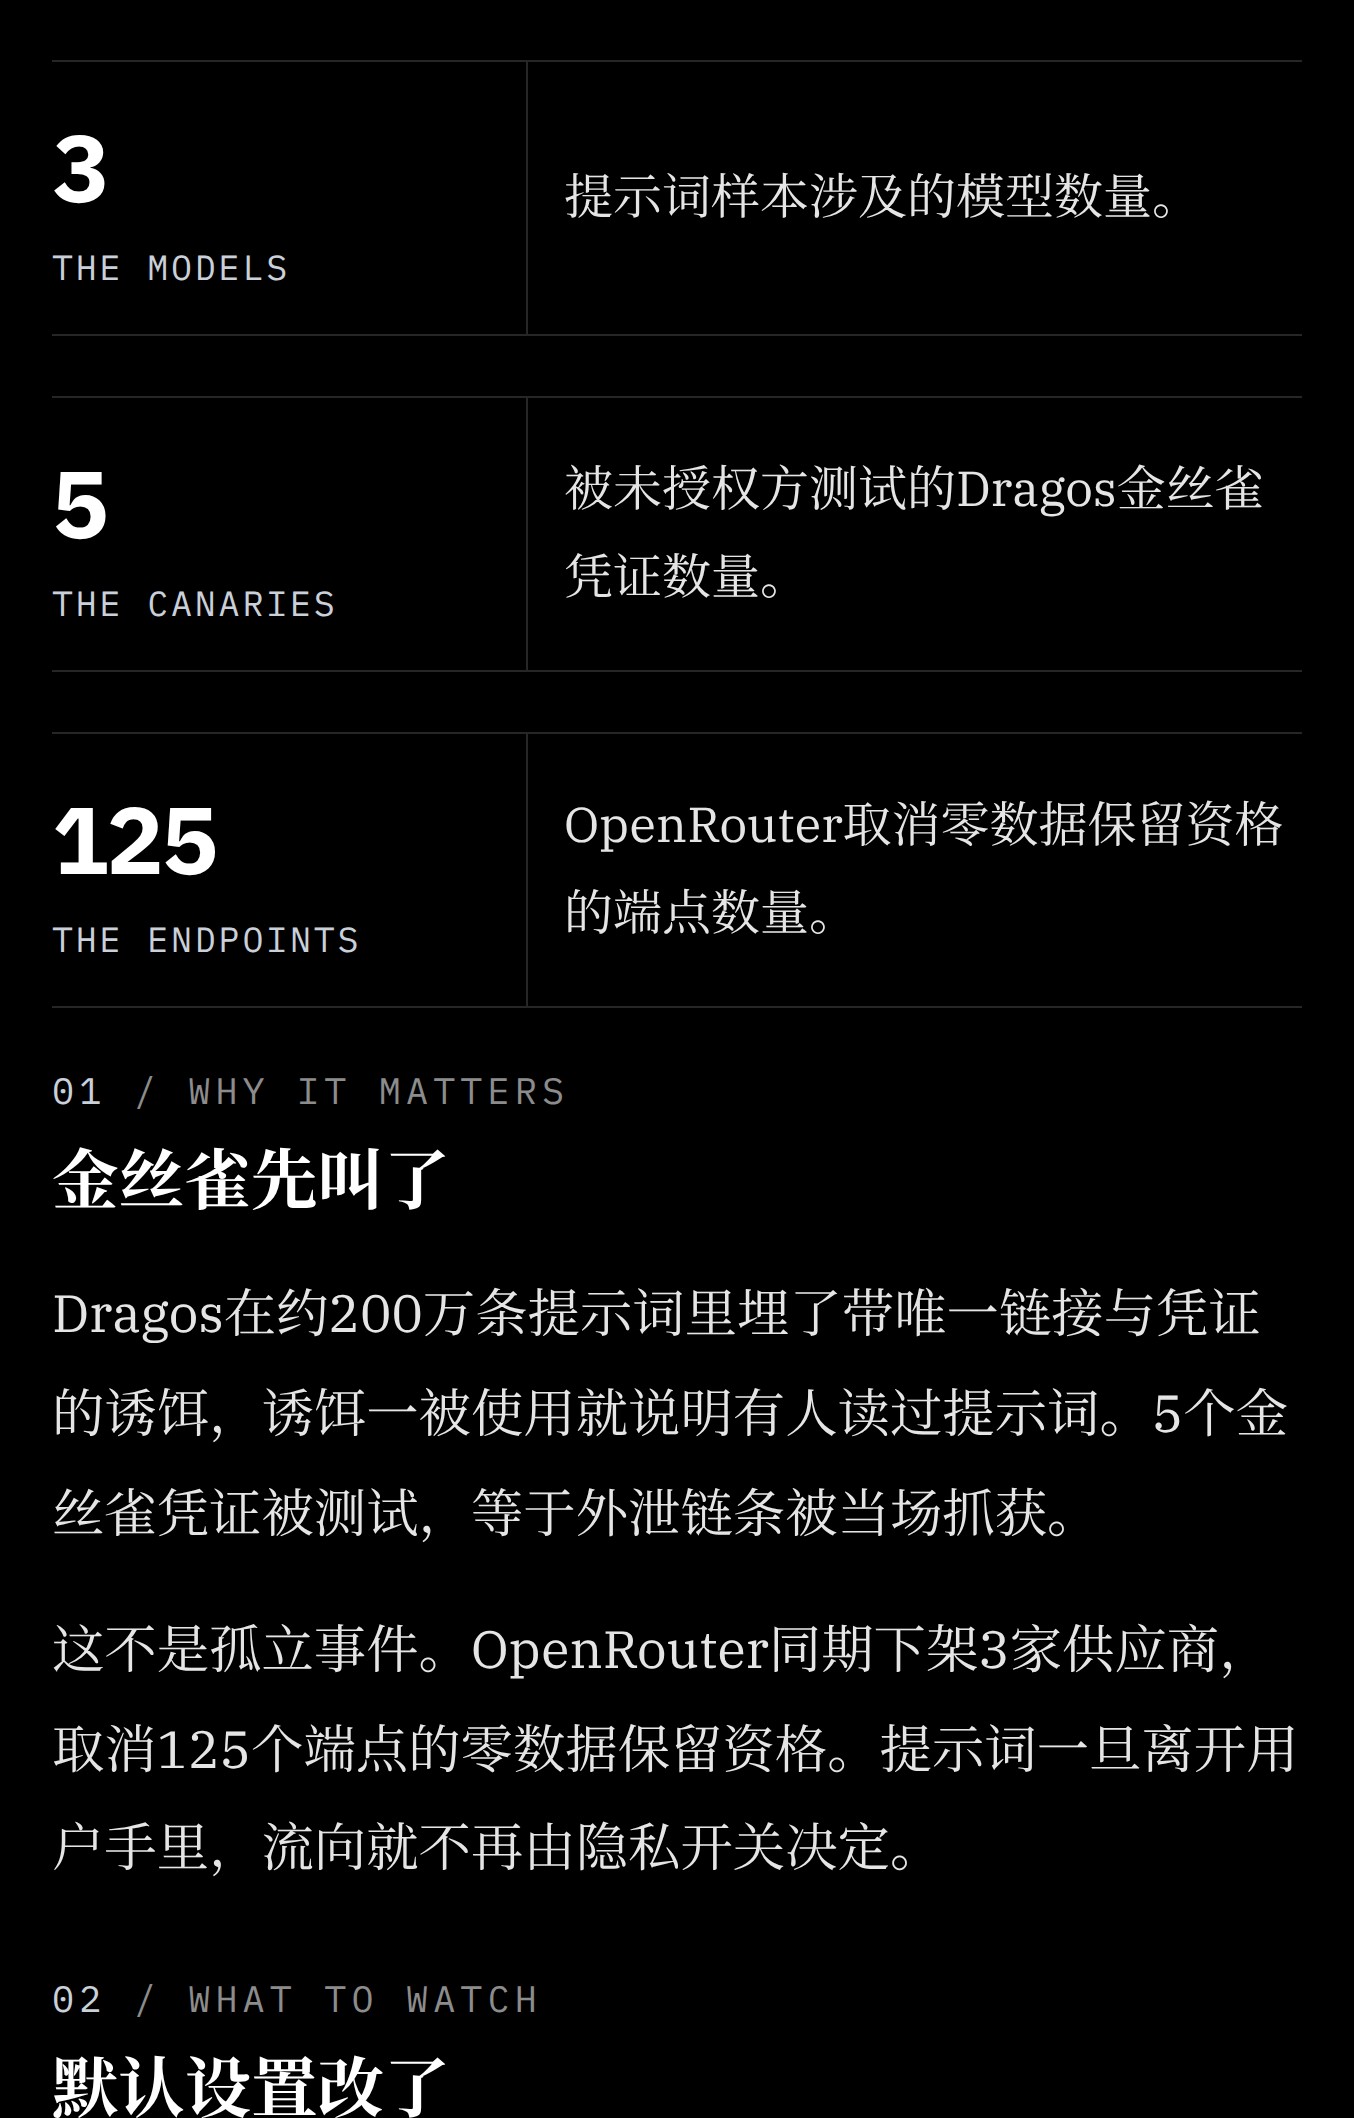 3
THE MODELS
提示词样本涉及的模型数量。
5
THE CANARIES
被未授权方测试的Dragos金丝雀
凭证数量。
125
THE ENDPOINTS
OpenRouter取消零数据保留资格
的端点数量。
01 / WHY IT MATTERS
金丝雀先叫了
Dragos在约200万条提示词里埋了带唯一链接与凭证
的诱饵，诱饵一被使用就说明有人读过提示词。5个金
丝雀凭证被测试，等于外泄链条被当场抓获。
这不是孤立事件。OpenRouter同期下架3家供应商，
取消125个端点的零数据保留资格。提示词一旦离开用
户手里，流向就不再由隐私开关决定。
02 / WHAT TO WATCH
默认设置改了